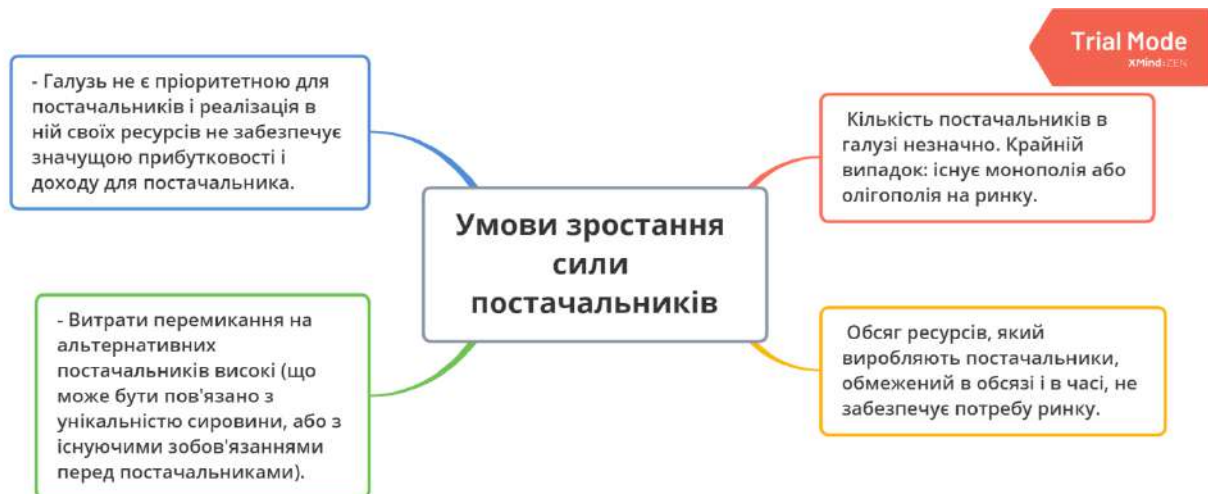 Trial Mode
XMind:ZEN
- Галузь не є пріоритетною для
постачальників і реалізація в
ній своїх ресурсів не забезпечує
значущою прибутковості і
доходу для постачальника.
Кількість постачальників в
галузі незначно. Крайній
випадок: існує монополія або
олігополія на ринку.
Умови зростання
сили
постачальників
- Витрати перемикання на
альтернативних
постачальників високі (що
може бути пов'язано з
унікальністю сировини, або з
існуючими зобов'язаннями
перед постачальниками).
Обсяг ресурсів, який
виробляють постачальники,
обмежений в обсязі і в часі, не
забезпечує потребу ринку.